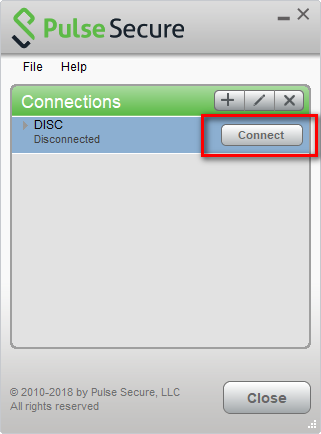 Pulse Secure
File Help
Connections
DISC
Disconnected
Connect
© 2010-2018 by Pulse Secure, LLC
All rights reserved
Close